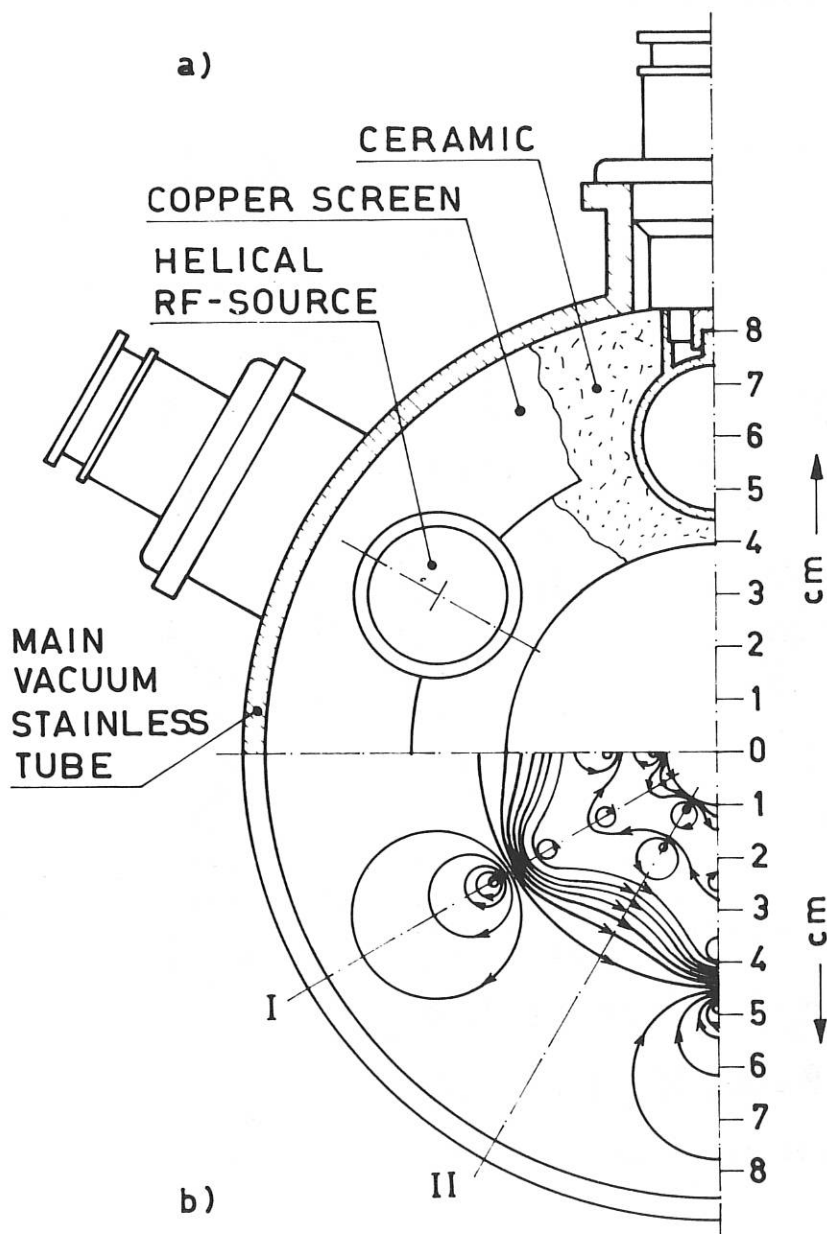 a)
CERAMIC
COPPER SCREEN
HELICAL
RF-SOURCE
8
7
6
5
4
3
2
1
0
cm
MAIN
VACUUM
STAINLESS
TUBE
1
2
3
4
5
6
7
8
cm
I
II
b)